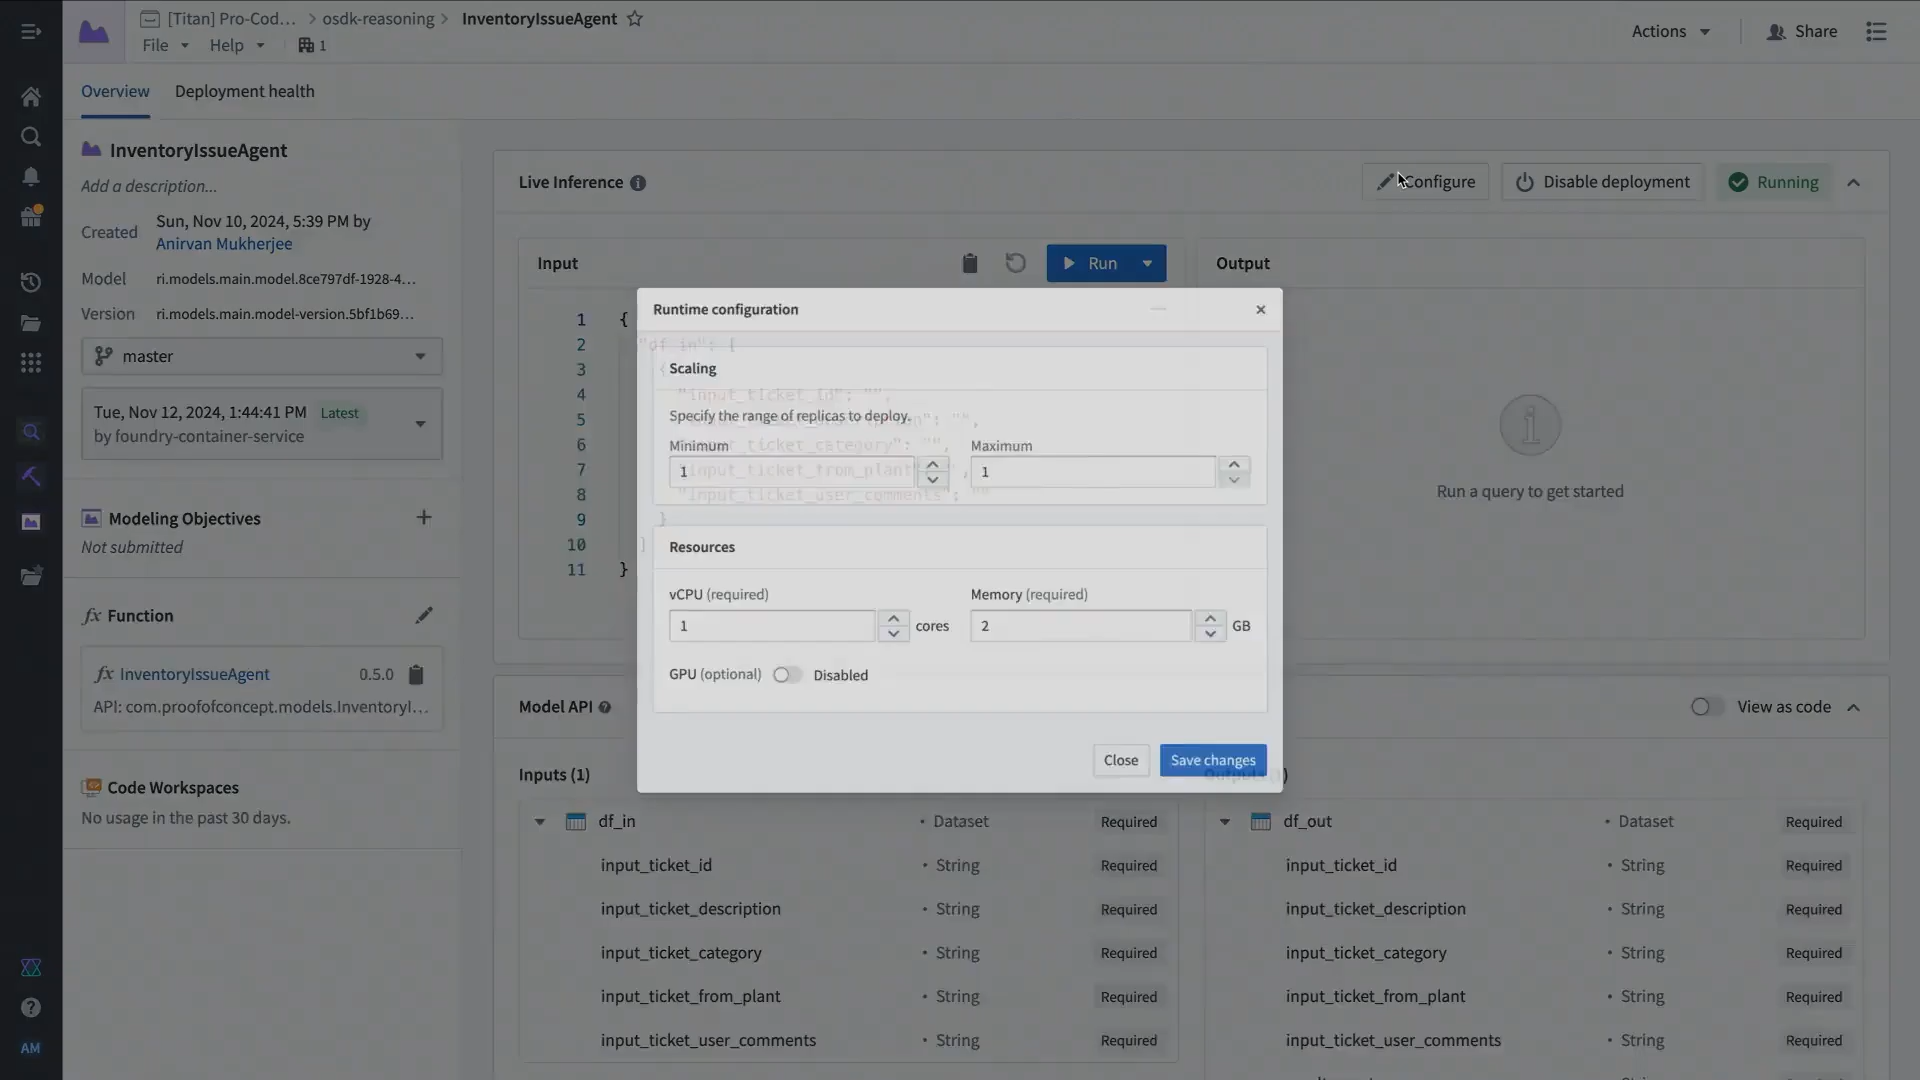 [Titan] Pro-Cod... > osdk-reasoning > InventoryIssueAgent
File Help 1
Actions Share
Overview Deployment health
InventoryIssueAgent
Add a description...
Created Sun, Nov 10, 2024, 5:39 PM by
Anirvan Mukherjee
Model ri.models.main.model.8ce797df-1928-4...
Version ri.models.main.model-version.5bf1b69...
master
Tue, Nov 12, 2024, 1:44:41 PM Latest
by foundry-container-service
Modeling Objectives
Not submitted
fx Function
fx InventoryIssueAgent 0.5.0
API: com.proofofconcept.models.InventoryI...
Code Workspaces
No usage in the past 30 days.
AM
Live Inference
Configure Disable deployment Running
Input Run
Output
1 {
2 "df_in": [
3 {
4 "input_ticket_id": "",
5 ": "",
6 "input_ticket_category": "",
7 "input_ticket_from_plant ,
8 "input_ticket_user_comments": ""
9 }
10 ]
11 }
Run a query to get started
Runtime configuration
Scaling
Specify the range of replicas to deploy.
Minimum Maximum
1 1
Resources
vCPU (required) Memory (required)
1 cores 2 GB
GPU (optional) Disabled
Close Save changes
Model API View as code
Inputs (1)
df_in • Dataset Required
input_ticket_id • String Required
input_ticket_description • String Required
input_ticket_category • String Required
input_ticket_from_plant • String Required
input_ticket_user_comments • String Required
df_out • Dataset Required
input_ticket_id • String Required
input_ticket_description • String Required
input_ticket_category • String Required
input_ticket_from_plant • String Required
input_ticket_user_comments • String Required